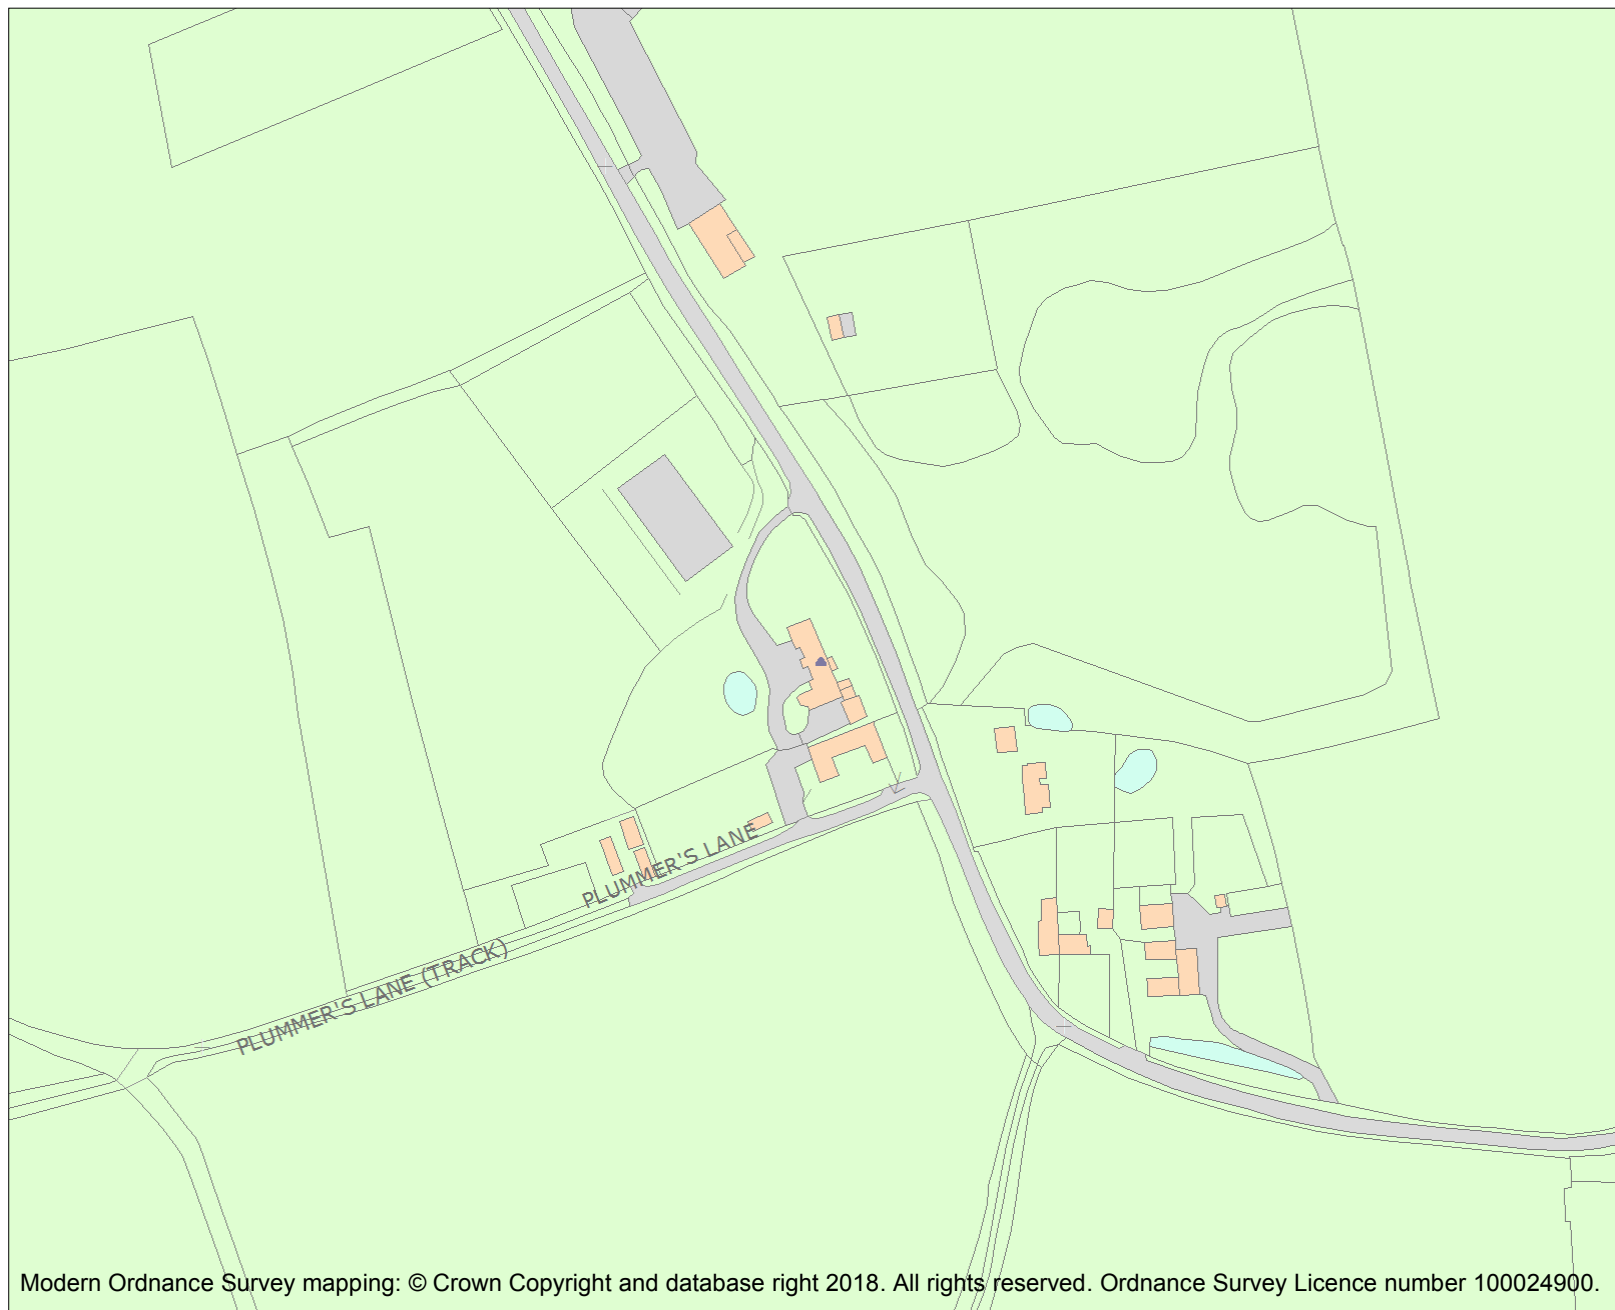 PLUMMER'S LANE
PLUMMER'S LANE (TRACK)
Modern Ordnance Survey mapping: © Crown Copyright and database right 2018. All rights reserved. Ordnance Survey Licence number 100024900.